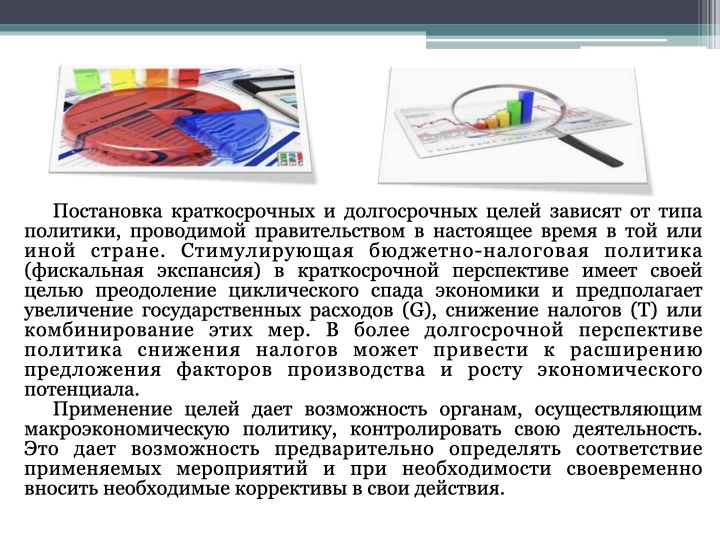 Постановка краткосрочных и долгосрочных целей зависят от типа
политики, проводимой правительством в настоящее время в той или
иной стране. Стимулирующая бюджетно-налоговая политика
(фискальная экспансия) в краткосрочной перспективе имеет своей
целью преодоление циклического спада экономики и предполагает
увеличение государственных расходов (G), снижение налогов (T) или
комбинирование этих мер. В более долгосрочной перспективе
политика снижения налогов может привести к расширению
предложения факторов производства и росту экономического
потенциала.
Применение целей дает возможность органам, осуществляющим
макроэкономическую политику, контролировать свою деятельность.
Это дает возможность предварительно определять соответствие
применяемых мероприятий и при необходимости своевременно
вносить необходимые коррективы в свои действия.